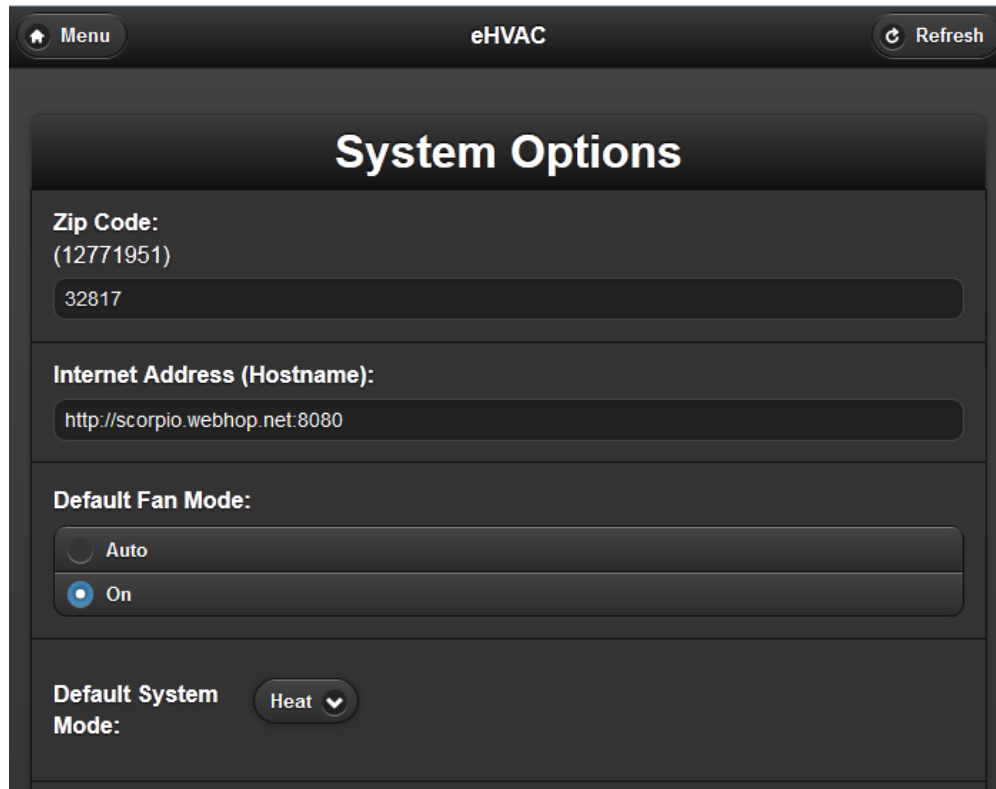 Menu
eHVAC
Refresh
System Options
Zip Code:
(12771951)
32817
Internet Address (Hostname):
http://scorpio.webhop.net:8080
Default Fan Mode:
Auto
On
Default System
Mode:
Heat